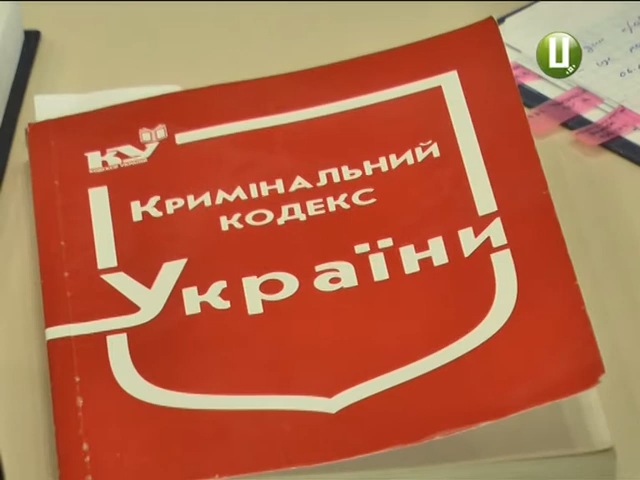 Ц
КУ
Кримінальний
кодекс
України